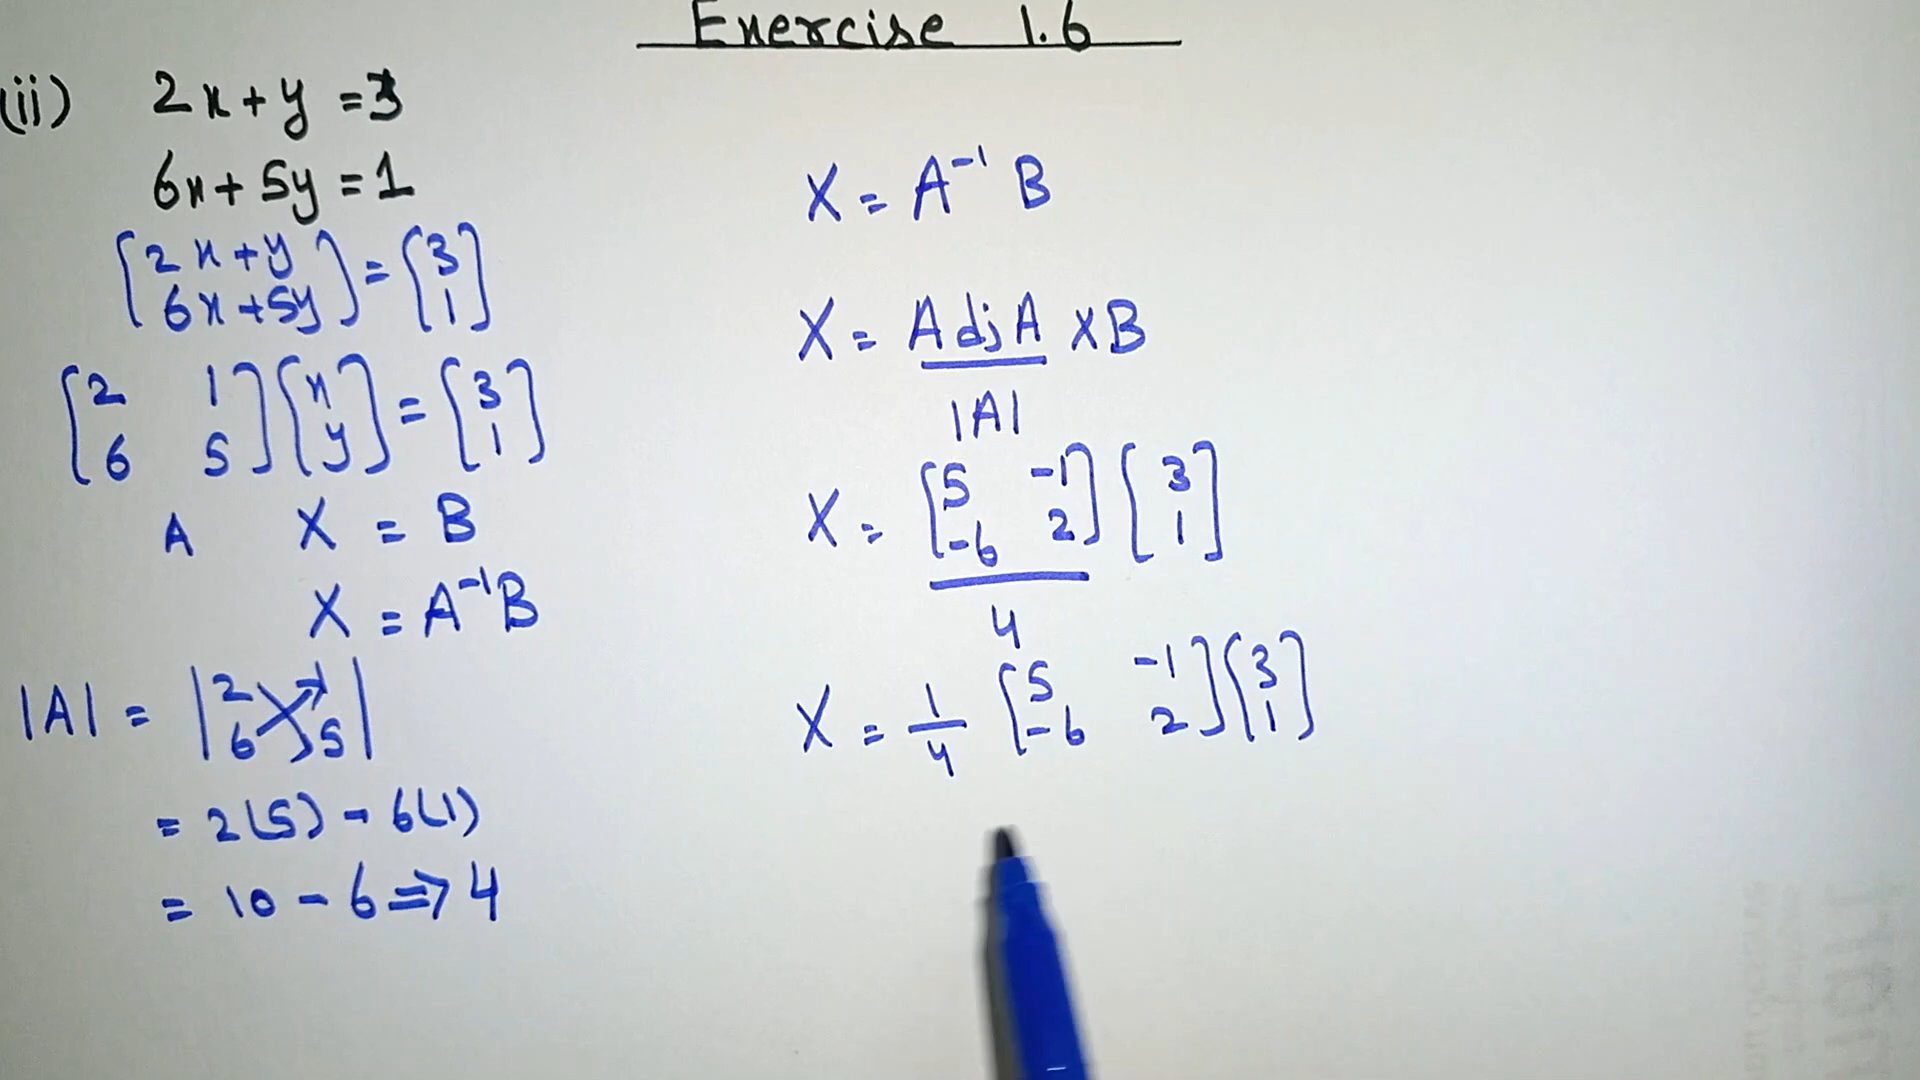 Exercise 1.6
(ii) 2x+y=3
6x+5y=1
[2x+y] = [3]
[6x+5y] [1]
[2 1][x] = [3]
[6 5][y] [1]
A X = B
X = A⁻¹B
|A| = |2 1|
|6 5|
= 2(5) - 6(1)
= 10 - 6 => 4
X = A⁻¹ B
X = AdjA × B
|A|
X = [5 -1][3]
[-6 2][1]
4
X = 1/4 [5 -1][3]
[-6 2][1]